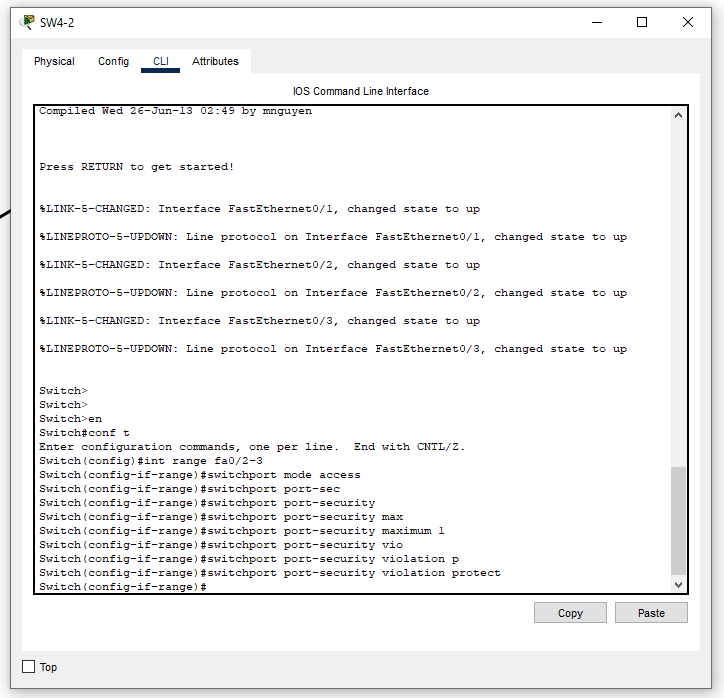 SW4-2
Physical Config CLI Attributes
IOS Command Line Interface
Compiled Wed 26-Jun-13 02:49 by mnguyen
Press RETURN to get started!
%LINK-5-CHANGED: Interface FastEthernet0/1, changed state to up
%LINEPROTO-5-UPDOWN: Line protocol on Interface FastEthernet0/1, changed state to up
%LINK-5-CHANGED: Interface FastEthernet0/2, changed state to up
%LINEPROTO-5-UPDOWN: Line protocol on Interface FastEthernet0/2, changed state to up
%LINK-5-CHANGED: Interface FastEthernet0/3, changed state to up
%LINEPROTO-5-UPDOWN: Line protocol on Interface FastEthernet0/3, changed state to up
Switch>
Switch>
Switch>en
Switch#conf t
Enter configuration commands, one per line.  End with CNTL/Z.
Switch(config)#int range fa0/2-3
Switch(config-if-range)#switchport mode access
Switch(config-if-range)#switchport port-sec
Switch(config-if-range)#switchport port-security
Switch(config-if-range)#switchport port-security max
Switch(config-if-range)#switchport port-security maximum 1
Switch(config-if-range)#switchport port-security vio
Switch(config-if-range)#switchport port-security violation p
Switch(config-if-range)#switchport port-security violation protect
Switch(config-if-range)#
Copy Paste
Top